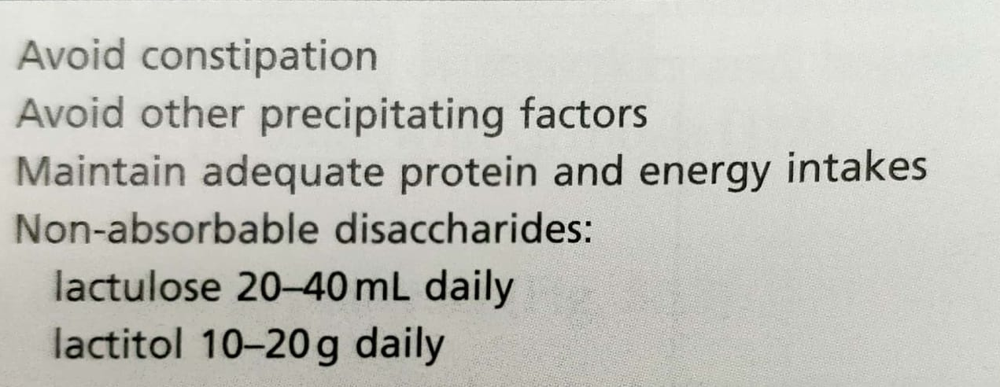 Avoid constipation
Avoid other precipitating factors
Maintain adequate protein and energy intakes
Non-absorbable disaccharides:
lactulose 20–40 mL daily
lactitol 10–20 g daily